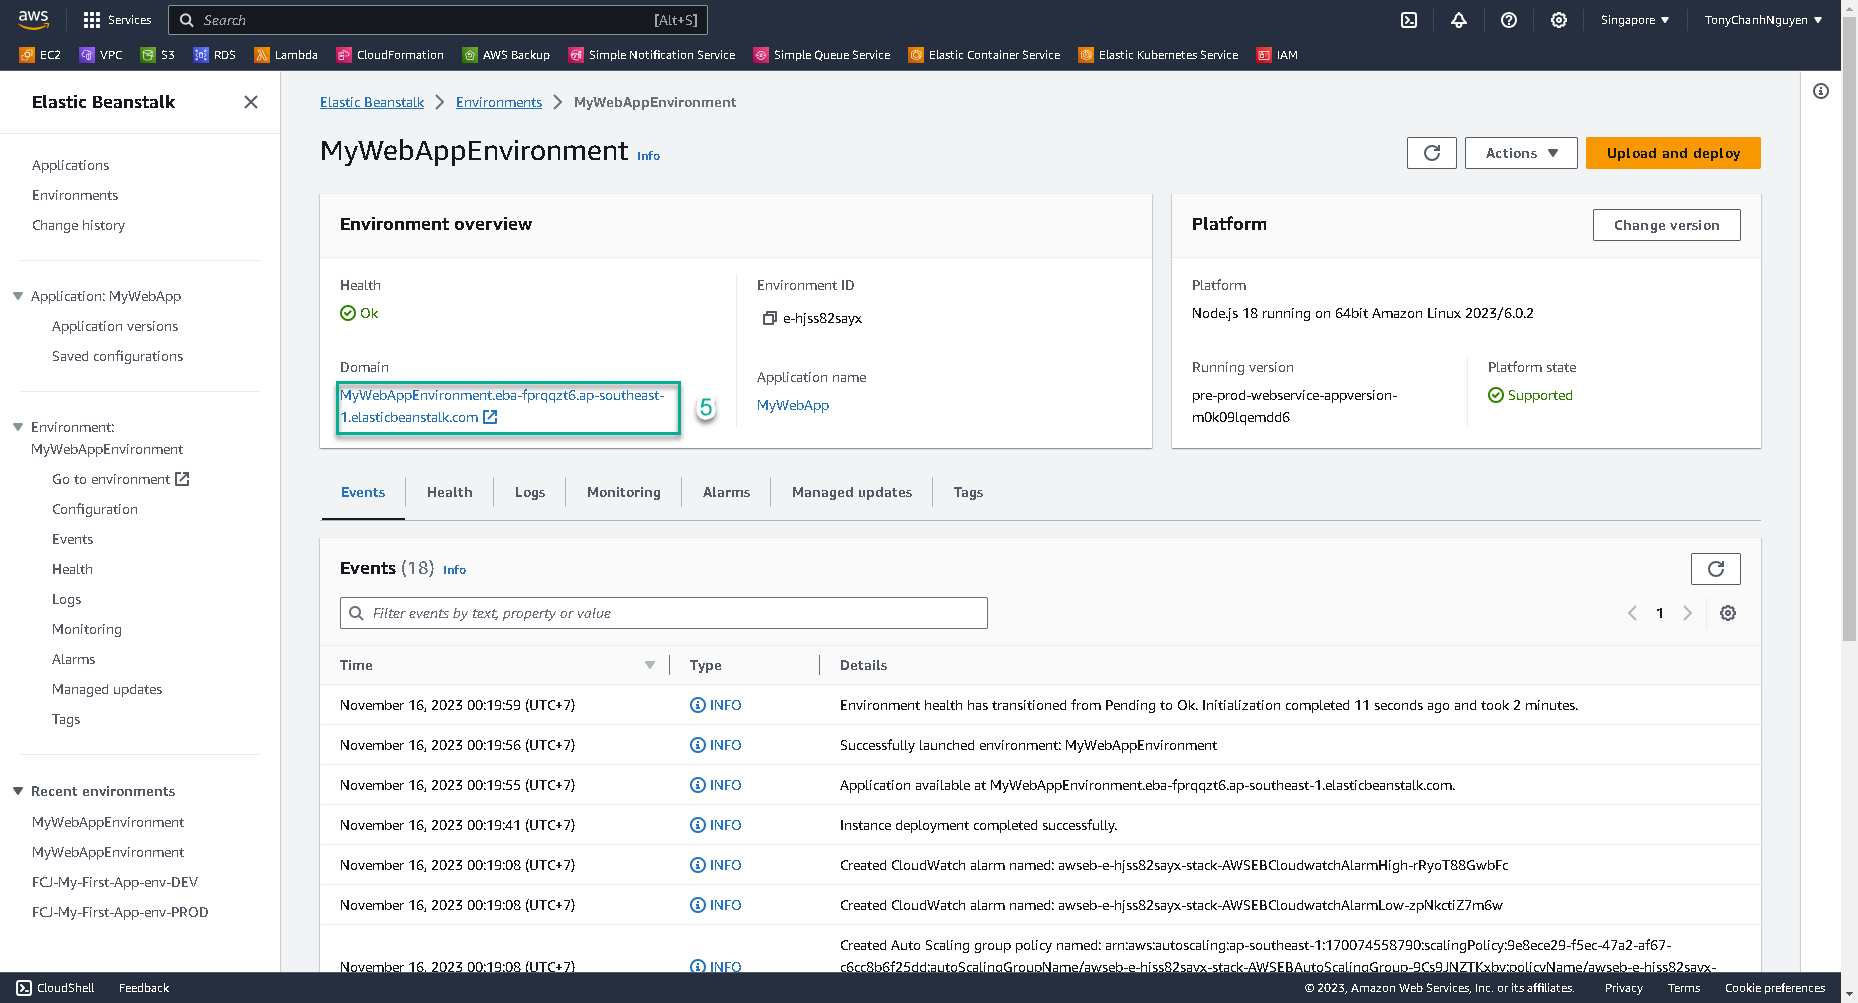 aws
Services
Search
[Alt+S]
Singapore ▼
TonyChanhNguyen ▼
EC2
VPC
S3
RDS
Lambda
CloudFormation
AWS Backup
Simple Notification Service
Simple Queue Service
Elastic Container Service
Elastic Kubernetes Service
IAM
Elastic Beanstalk
Applications
Environments
Change history
Application: MyWebApp
Application versions
Saved configurations
Environment:
MyWebAppEnvironment
Go to environment
Configuration
Events
Health
Logs
Monitoring
Alarms
Managed updates
Tags
Recent environments
MyWebAppEnvironment
MyWebAppEnvironment
FCJ-My-First-App-env-DEV
FCJ-My-First-App-env-PROD
Elastic Beanstalk > Environments > MyWebAppEnvironment
MyWebAppEnvironment Info
Actions ▼
Upload and deploy
Environment overview
Health
Ok
Domain
MyWebAppEnvironment.eba-fprqqzt6.ap-southeast-
1.elasticbeanstalk.com
5
Environment ID
e-hjss82sayx
Application name
MyWebApp
Platform
Change version
Platform
Node.js 18 running on 64bit Amazon Linux 2023/6.0.2
Running version
pre-prod-webservice-appversion-
m0k09lqemdd6
Platform state
Supported
Events
Health
Logs
Monitoring
Alarms
Managed updates
Tags
Events (18) Info
Filter events by text, property or value
1
Time
Type
Details
November 16, 2023 00:19:59 (UTC+7) INFO Environment health has transitioned from Pending to Ok. Initialization completed 11 seconds ago and took 2 minutes.
November 16, 2023 00:19:56 (UTC+7) INFO Successfully launched environment: MyWebAppEnvironment
November 16, 2023 00:19:55 (UTC+7) INFO Application available at MyWebAppEnvironment.eba-fprqqzt6.ap-southeast-1.elasticbeanstalk.com.
November 16, 2023 00:19:41 (UTC+7) INFO Instance deployment completed successfully.
November 16, 2023 00:19:08 (UTC+7) INFO Created CloudWatch alarm named: awseb-e-hjss82sayx-stack-AWSEBCloudwatchAlarmHigh-rRyoT88GwbFc
November 16, 2023 00:19:08 (UTC+7) INFO Created CloudWatch alarm named: awseb-e-hjss82sayx-stack-AWSEBCloudwatchAlarmLow-zpNkctiZ7m6w
Created Auto Scaling group policy named: arn:aws:autoscaling:ap-southeast-1:170074558790:scalingPolicy:9e8ece29-f5ec-47a2-af67-
November 16, 2023 00:19:08 (UTC+7) INFO c6cc8b6f25dd:autoScalingGroupName/awseb-e-hjss82sayx-stack-AWSEBAutoScalingGroup-9Cs9JNZTKxby:policyName/awseb-e-hjss82sayx-
CloudShell
Feedback
© 2023, Amazon Web Services, Inc. or its affiliates.
Privacy
Terms
Cookie preferences